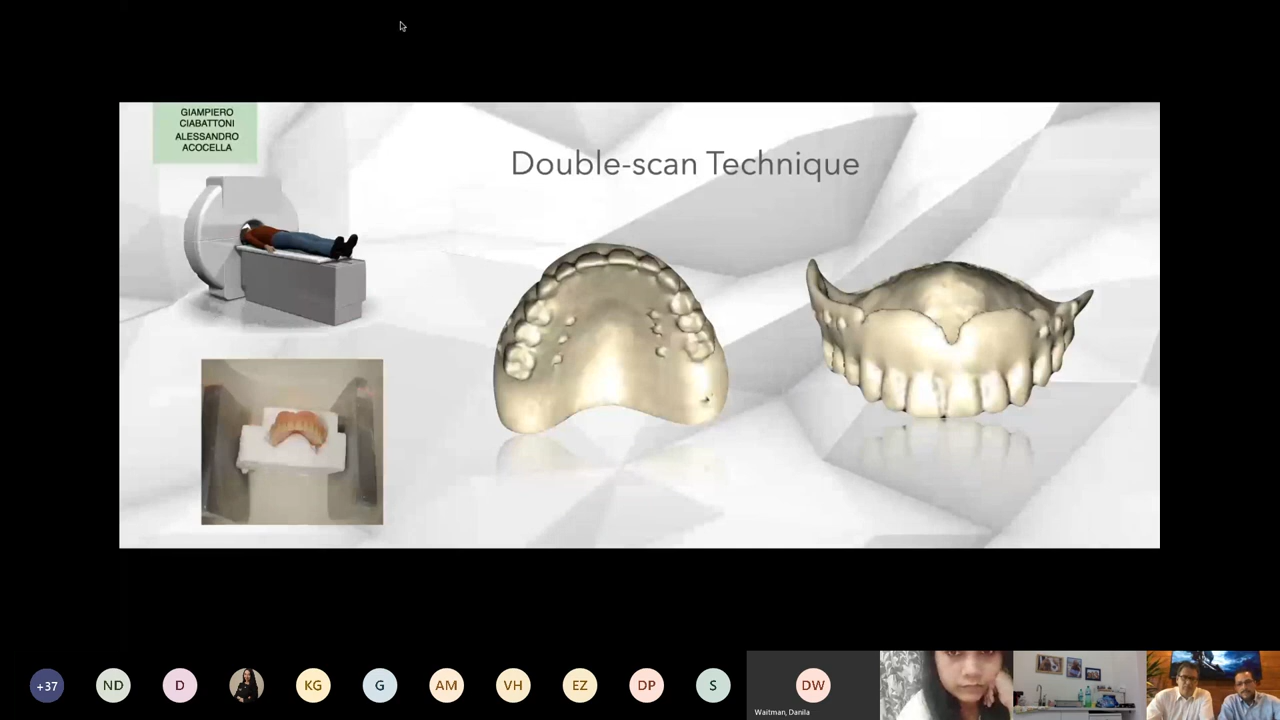 GIAMPIERO
CIABATTONI
ALESSANDRO
ACOCELLA
Double-scan Technique
+37
ND
D
KG
G
AM
VH
EZ
DP
S
DW
Waitman, Danila